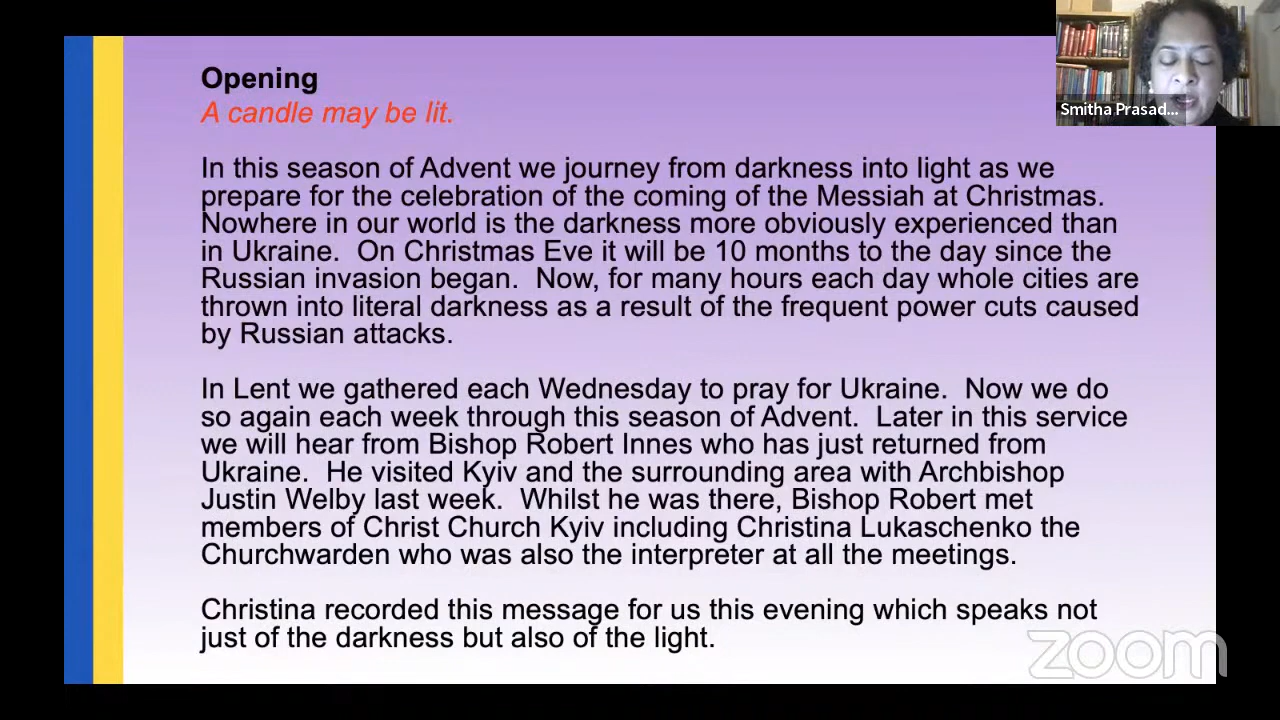 Opening
A candle may be lit.
In this season of Advent we journey from darkness into light as we
prepare for the celebration of the coming of the Messiah at Christmas.
Nowhere in our world is the darkness more obviously experienced than
in Ukraine.  On Christmas Eve it will be 10 months to the day since the
Russian invasion began.  Now, for many hours each day whole cities are
thrown into literal darkness as a result of the frequent power cuts caused
by Russian attacks.
In Lent we gathered each Wednesday to pray for Ukraine.  Now we do
so again each week through this season of Advent.  Later in this service
we will hear from Bishop Robert Innes who has just returned from
Ukraine.  He visited Kyiv and the surrounding area with Archbishop
Justin Welby last week.  Whilst he was there, Bishop Robert met
members of Christ Church Kyiv including Christina Lukaschenko the
Churchwarden who was also the interpreter at all the meetings.
Christina recorded this message for us this evening which speaks not
just of the darkness but also of the light.
Smitha Prasad...
zoom